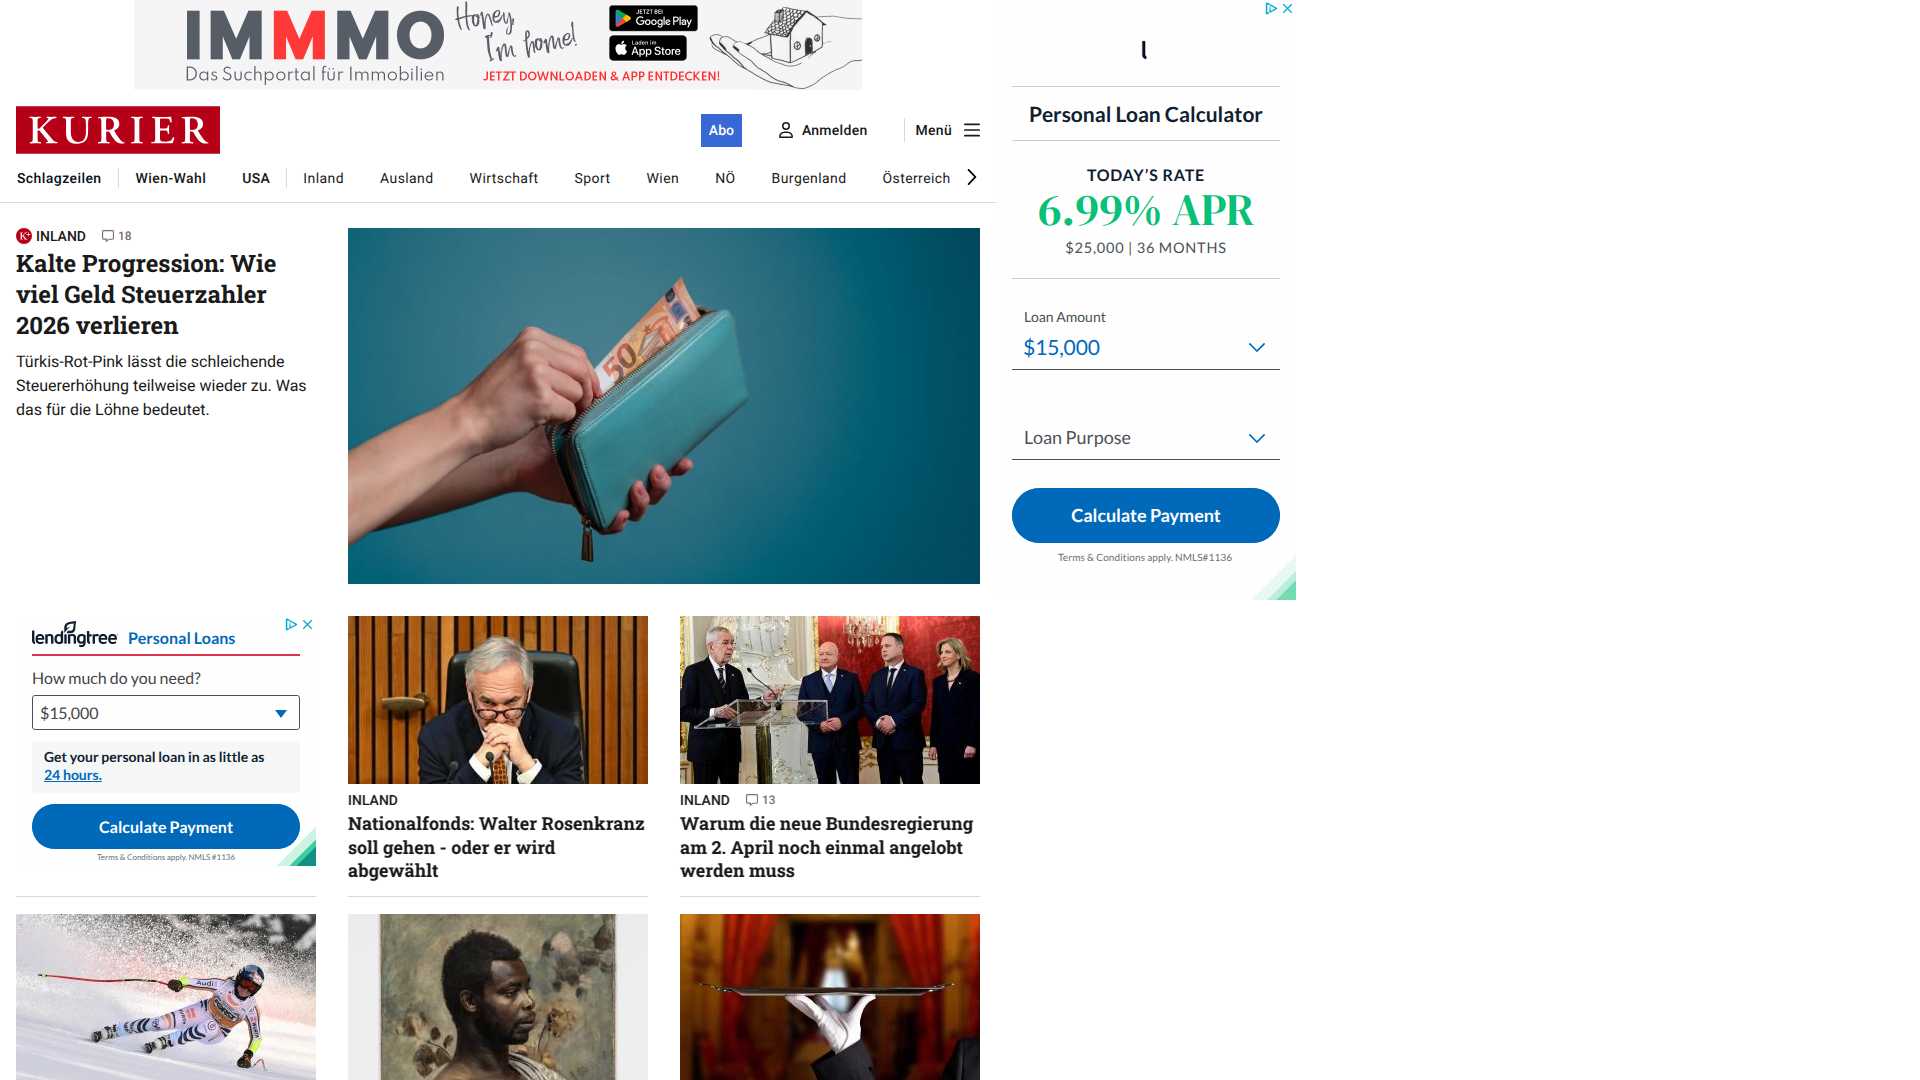 IMMMO
Das Suchportal für Immobilien
Honey,
I'm home!
JETZT BEI
Google Play
Laden im
App Store
JETZT DOWNLOADEN & APP ENTDECKEN!
KURIER
Abo
Anmelden
Menü
Schlagzeilen
Wien-Wahl
USA
Inland
Ausland
Wirtschaft
Sport
Wien
NÖ
Burgenland
Österreich
K+ INLAND 18
Kalte Progression: Wie
viel Geld Steuerzahler
2026 verlieren
Türkis-Rot-Pink lässt die schleichende
Steuererhöhung teilweise wieder zu. Was
das für die Löhne bedeutet.
50
l
Personal Loan Calculator
TODAY'S RATE
6.99% APR
$25,000 | 36 MONTHS
Loan Amount
$15,000
Loan Purpose
Calculate Payment
Terms & Conditions apply. NMLS#1136
lendingtree Personal Loans
How much do you need?
$15,000
Get your personal loan in as little as
24 hours.
Calculate Payment
Terms & Conditions apply. NMLS #1136
INLAND
Nationalfonds: Walter Rosenkranz
soll gehen - oder er wird
abgewählt
INLAND 13
Warum die neue Bundesregierung
am 2. April noch einmal angelobt
werden muss
Audi